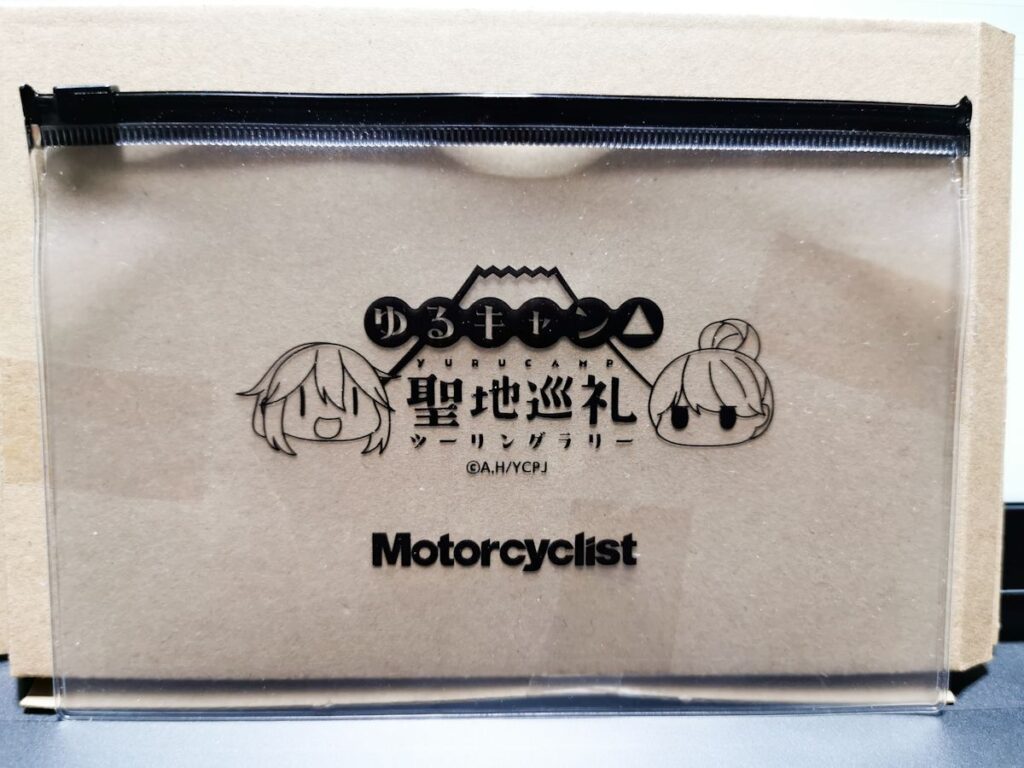 ゆるキャン△
YURUCAMP
聖地巡礼
ツーリングラリー
©A.H/YCPJ
Motorcyclist